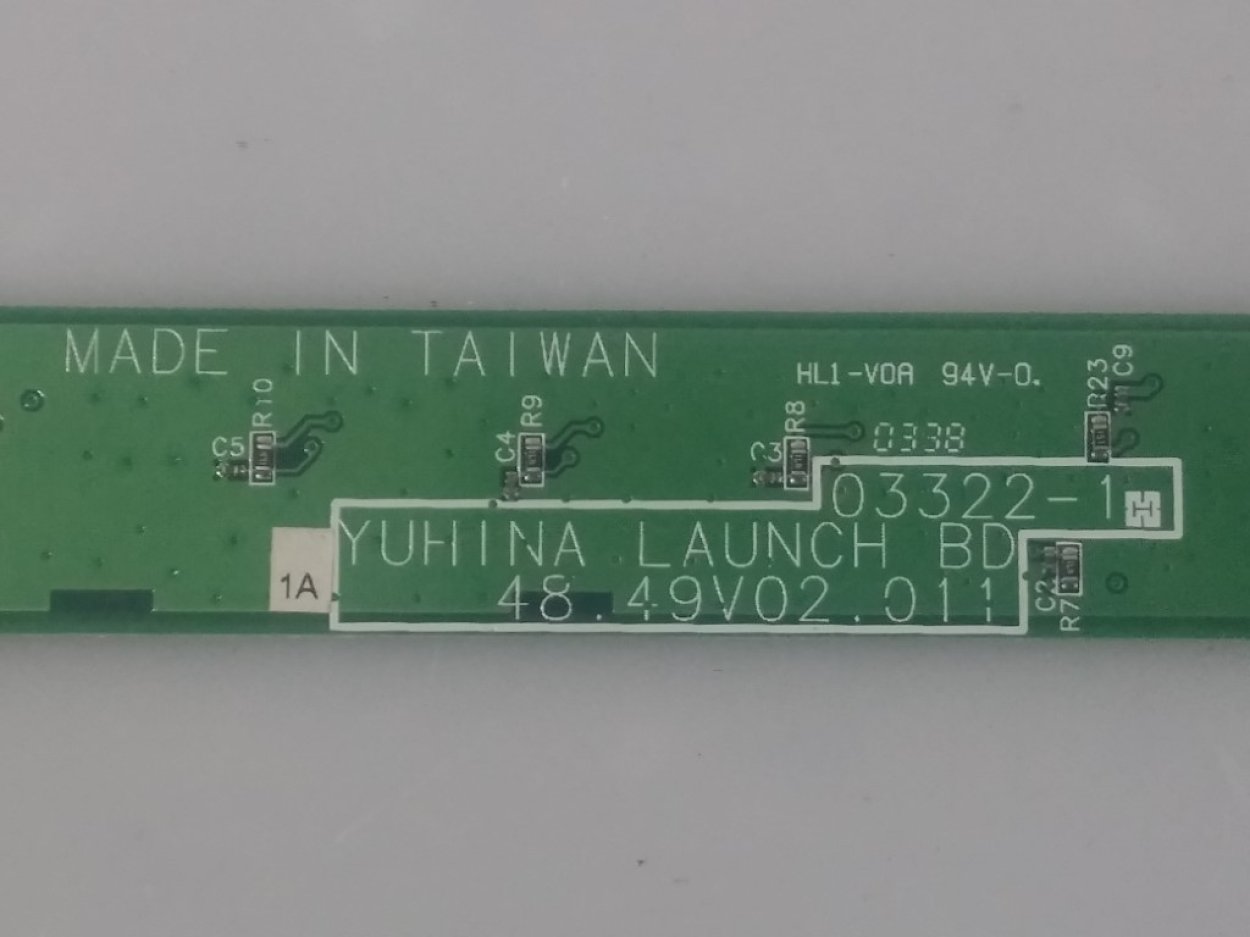 MADE IN TAIWAN
HL1-V0A 94V-0.
C9
R23
R10
R9
R8
C5
C4
C3
0338
03322-1
YUHINA LAUNCH BD
48.49V02.011
1A
C2
R7